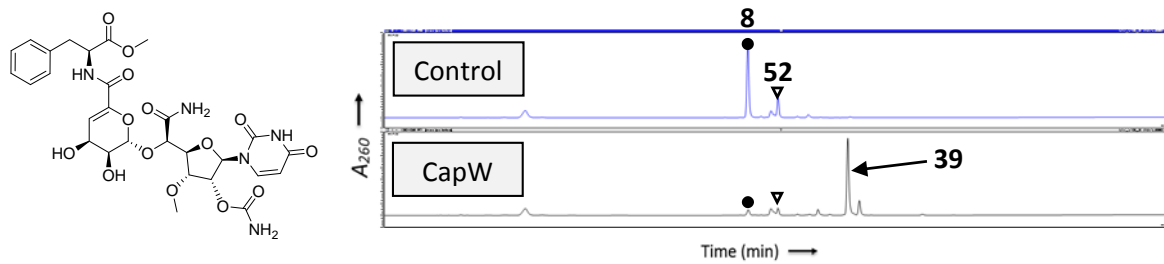 O
O
HN
O
O
NH₂
O
O
O
O
NH
N
O
HO
OH
O
O
O
NH₂
8
Control
52
A₂₆₀
CapW
39
Time (min)